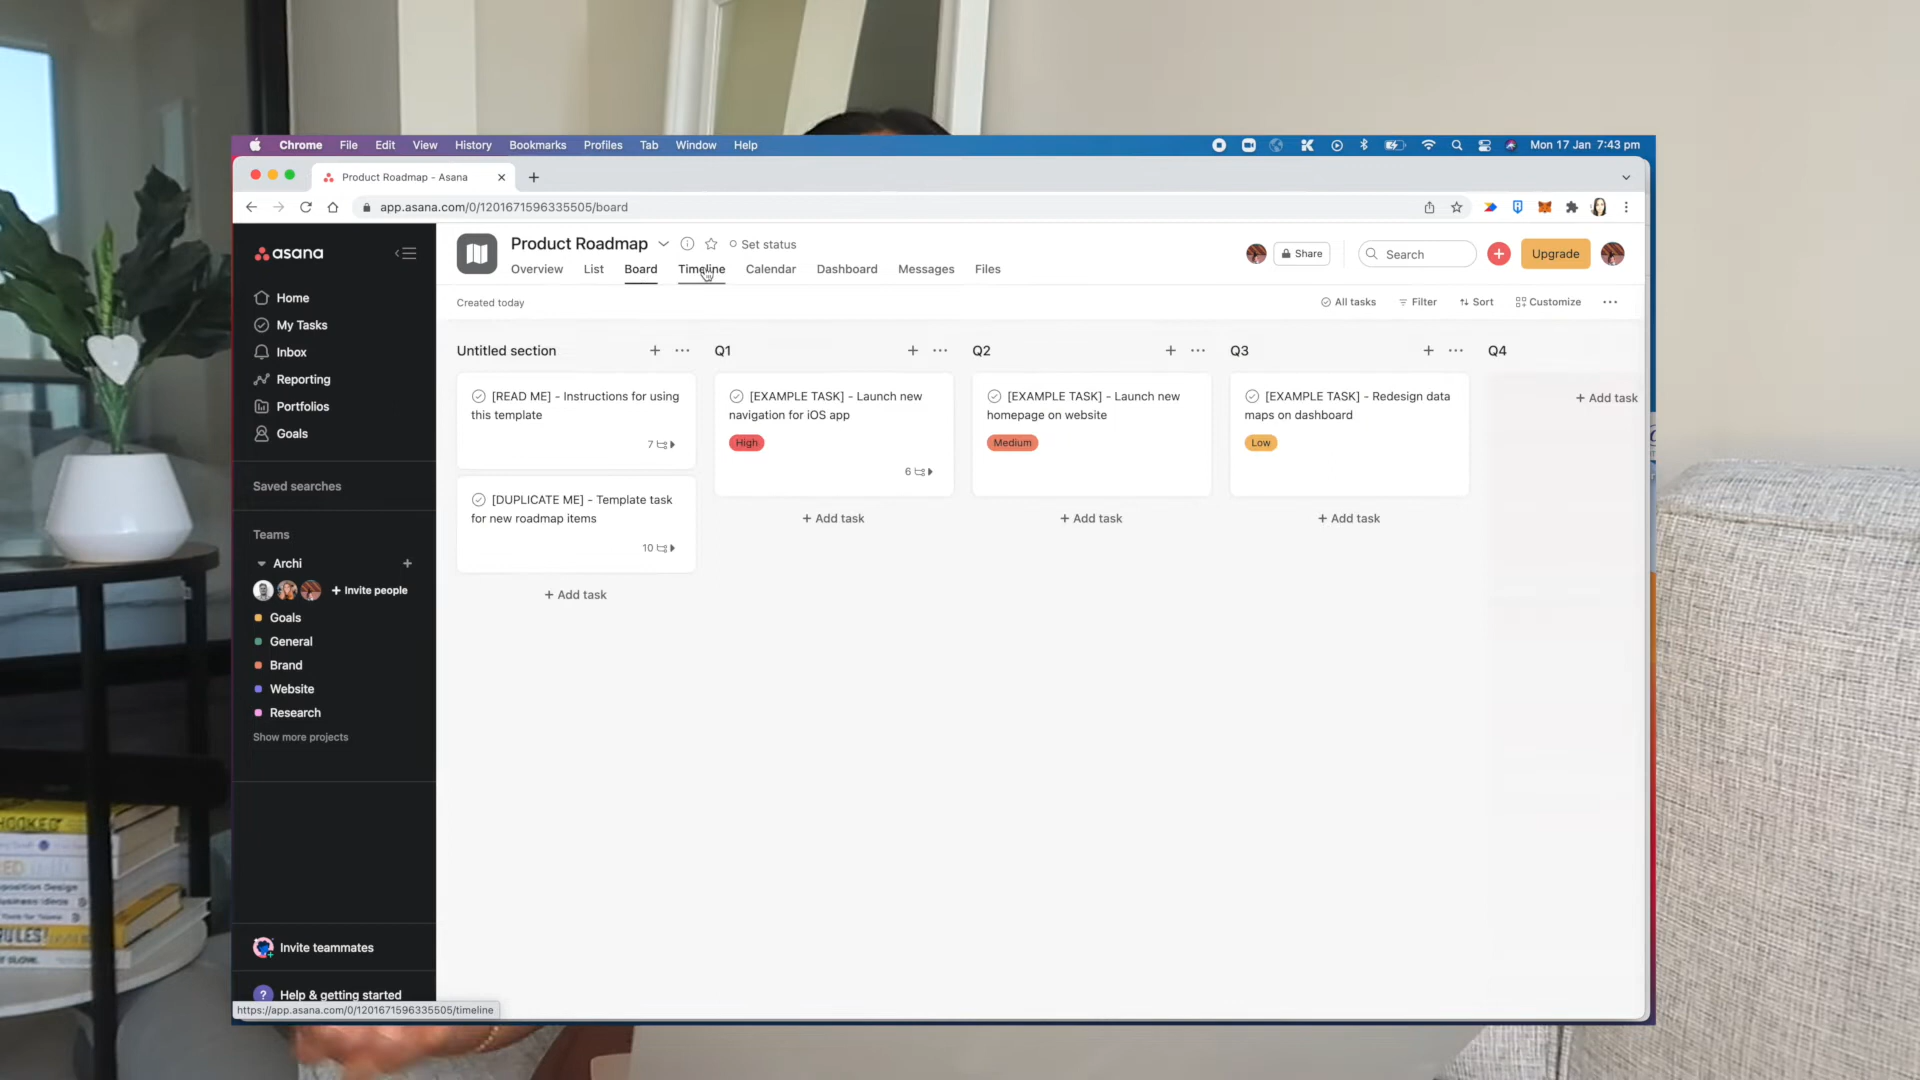 Chrome File Edit View History Bookmarks Profiles Tab Window Help
Mon 17 Jan 7:43 pm
Product Roadmap - Asana
app.asana.com/0/1201671596335505/board
asana
Home
My Tasks
Inbox
Reporting
Portfolios
Goals
Saved searches
Teams
Archi
+ Invite people
Goals
General
Brand
Website
Research
Show more projects
Invite teammates
? Help & getting started
https://app.asana.com/0/1201671596335505/timeline
Product Roadmap
Set status
Share
Search
Upgrade
Overview List Board Timeline Calendar Dashboard Messages Files
Created today
All tasks Filter Sort Customize
Untitled section
[READ ME] - Instructions for using
this template
7
[DUPLICATE ME] - Template task
for new roadmap items
10
+ Add task
Q1
[EXAMPLE TASK] - Launch new
navigation for iOS app
High
6
+ Add task
Q2
[EXAMPLE TASK] - Launch new
homepage on website
Medium
+ Add task
Q3
[EXAMPLE TASK] - Redesign data
maps on dashboard
Low
+ Add task
Q4
+ Add task
HOOKED
RULES!